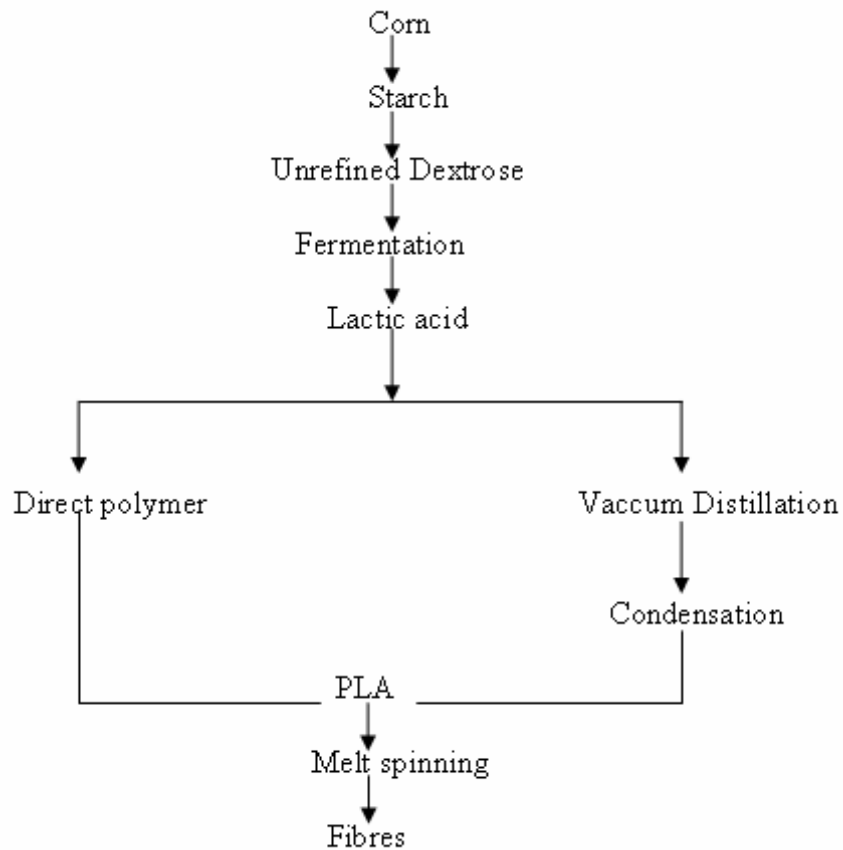 Corn
Starch
Unrefined Dextrose
Fermentation
Lactic acid
Direct polymer
Vaccum Distillation
Condensation
PLA
Melt spinning
Fibres